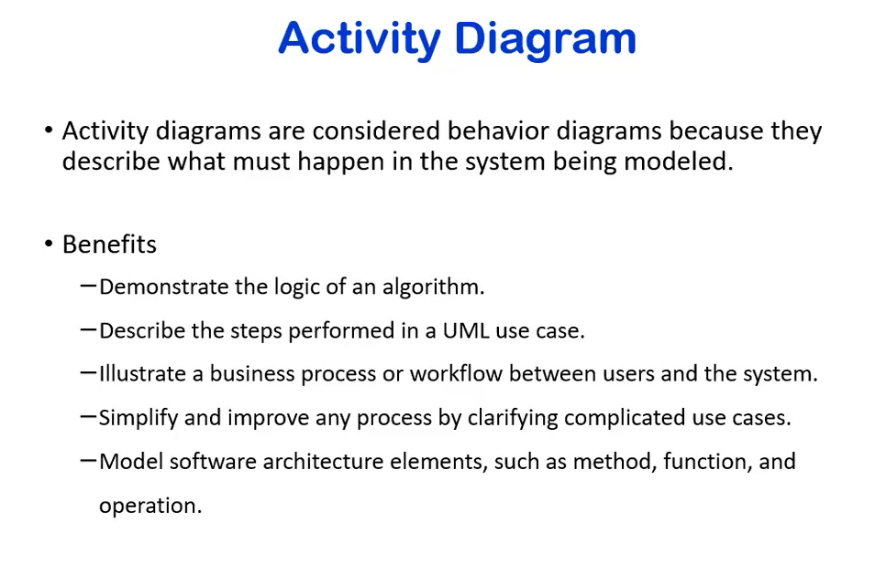 Activity Diagram
• Activity diagrams are considered behavior diagrams because they
describe what must happen in the system being modeled.
• Benefits
–Demonstrate the logic of an algorithm.
–Describe the steps performed in a UML use case.
–Illustrate a business process or workflow between users and the system.
–Simplify and improve any process by clarifying complicated use cases.
–Model software architecture elements, such as method, function, and
operation.